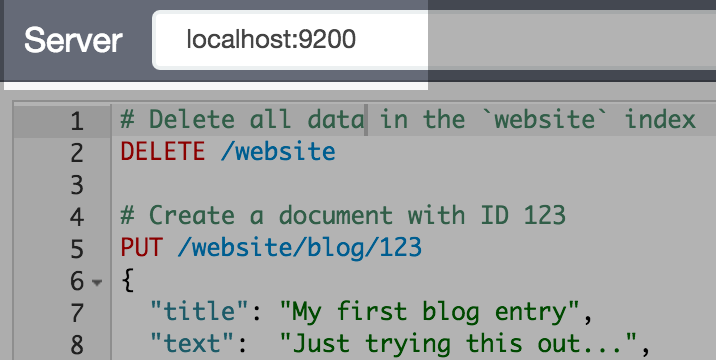 Server localhost:9200
1 # Delete all data in the `website` index
2 DELETE /website
3
4 # Create a document with ID 123
5 PUT /website/blog/123
6 {
7 "title": "My first blog entry",
8 "text": "Just trying this out...",